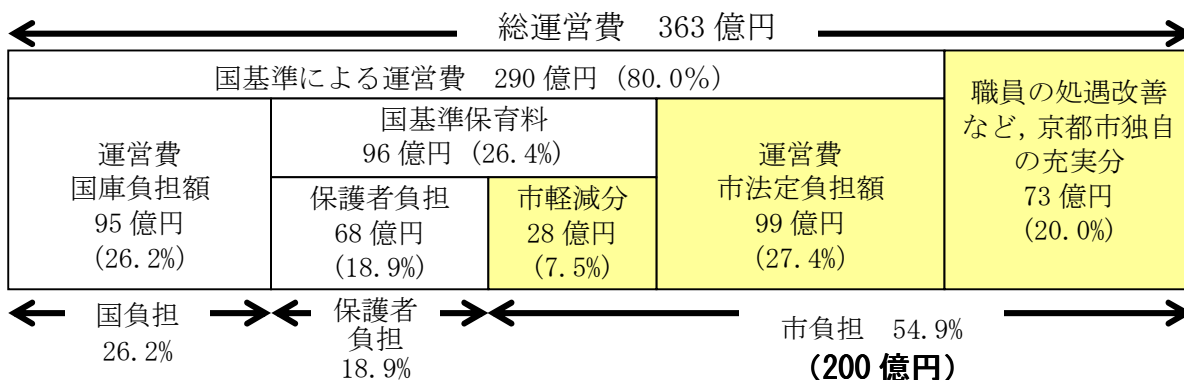 総運営費 363 億円
国基準による運営費 290 億円 (80.0%)
運営費
国庫負担額
95 億円
(26.2%)
国基準保育料
96 億円 (26.4%)
保護者負担
68 億円
(18.9%)
市軽減分
28 億円
(7.5%)
運営費
市法定負担額
99 億円
(27.4%)
職員の処遇改善
など，京都市独自
の充実分
73 億円
(20.0%)
国負担
26.2%
保護者
負担
18.9%
市負担 54.9%
(200 億円)